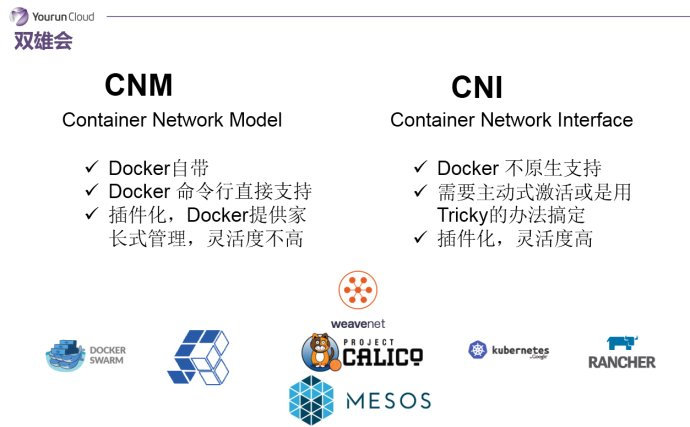 Yourun Cloud
双雄会
CNM
Container Network Model
Docker自带
Docker 命令行直接支持
插件化，Docker提供家
长式管理，灵活度不高
CNI
Container Network Interface
Docker 不原生支持
需要主动式激活或是用
Tricky的办法搞定
插件化，灵活度高
weavenet
DOCKER
SWARM
PROJECT
CALICO
kubernetes
by Google
RANCHER
MESOS